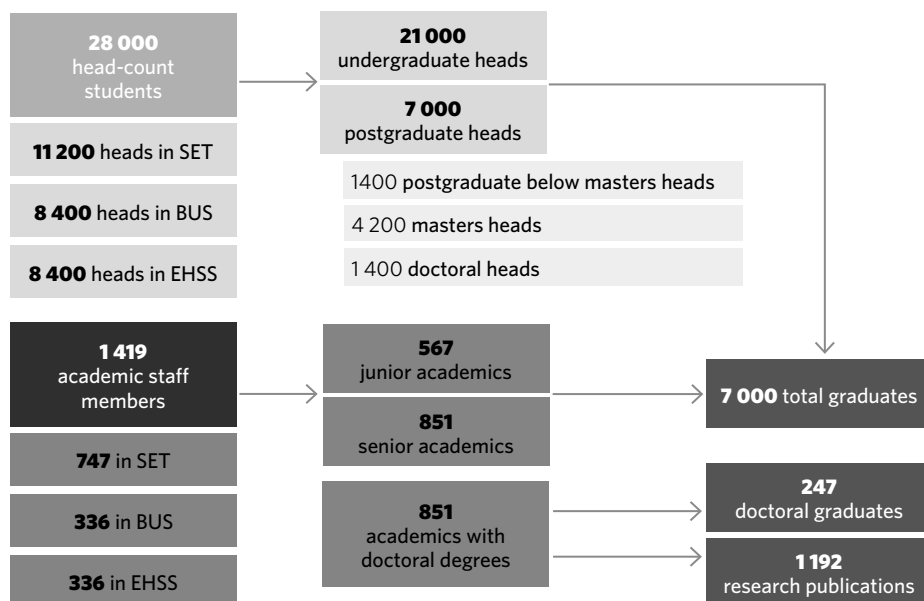 28 000
head-count
students
11 200 heads in SET
8 400 heads in BUS
8 400 heads in EHSS
21 000
undergraduate heads
7 000
postgraduate heads
1400 postgraduate below masters heads
4 200 masters heads
1 400 doctoral heads
1 419
academic staff
members
747 in SET
336 in BUS
336 in EHSS
567
junior academics
851
senior academics
851
academics with
doctoral degrees
7 000 total graduates
247
doctoral graduates
1 192
research publications